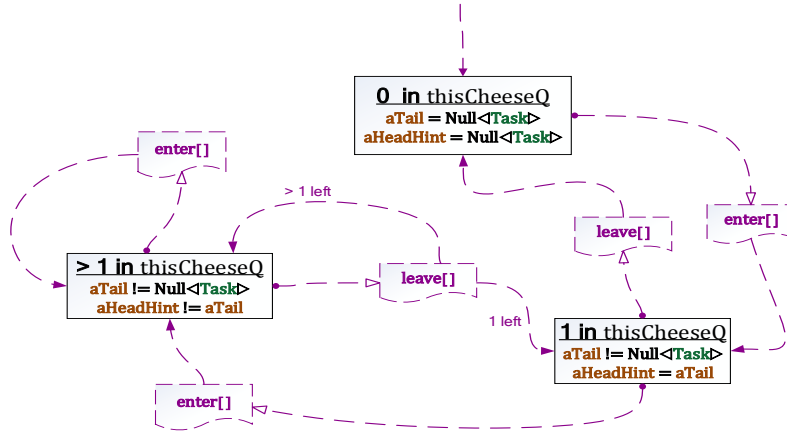 0 in thisCheeseQ
aTail = Null◁Task▷
aHeadHint = Null◁Task▷
enter[]
> 1 left
enter[]
leave[]
> 1 in thisCheeseQ
aTail != Null◁Task▷
aHeadHint != aTail
leave[]
1 left
1 in thisCheeseQ
aTail != Null◁Task▷
aHeadHint = aTail
enter[]